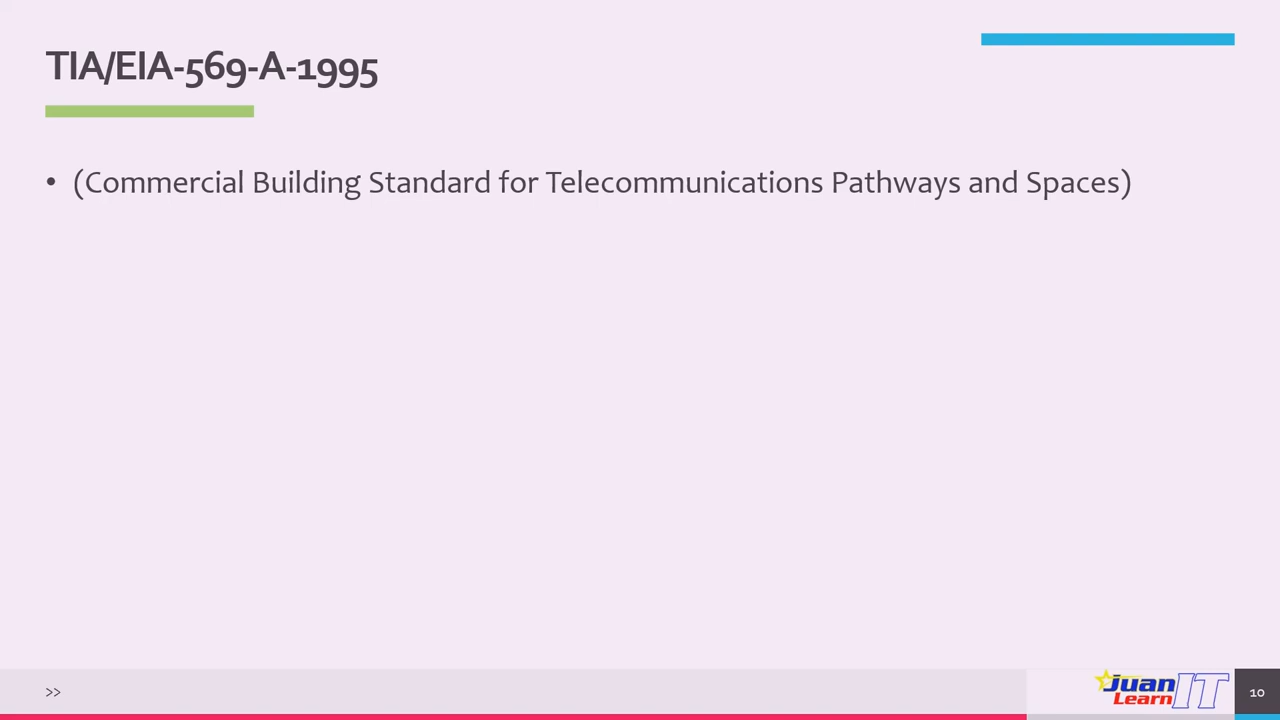 TIA/EIA-569-A-1995
• (Commercial Building Standard for Telecommunications Pathways and Spaces)
>>
Juan
Learn IT
10